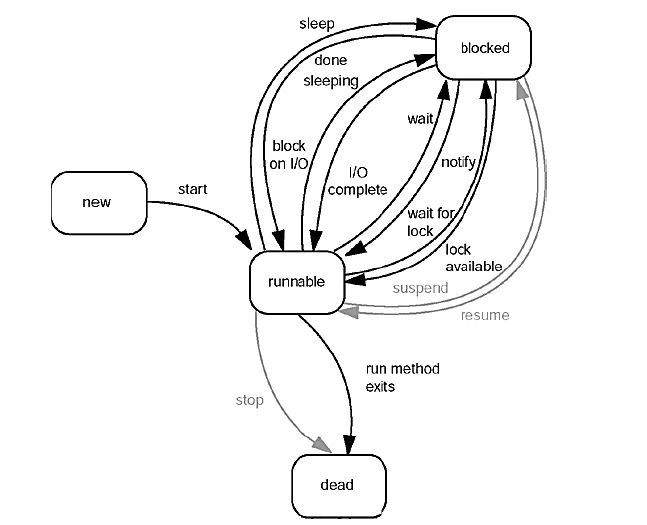 sleep
blocked
done
sleeping
wait
block
on I/O
I/O
complete
notify
new
start
wait for
lock
lock
available
runnable
suspend
resume
run method
exits
stop
dead